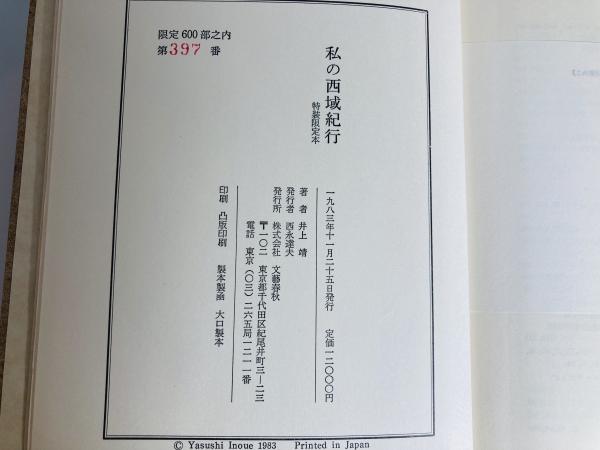 限定600部之内
第397番
私の西域紀行
特装限定本
一九八三年十一月二十五日発行　定価一二〇〇〇円
著者　井上靖
発行者　西永達夫
発行所　株式会社　文藝春秋
〒一〇二　東京都千代田区紀尾井町三—二三
電話　東京（〇三）二六五局一二一一番
印刷　凸版印刷　製本製函　大口製本
© Yasushi Inoue 1983　Printed in Japan